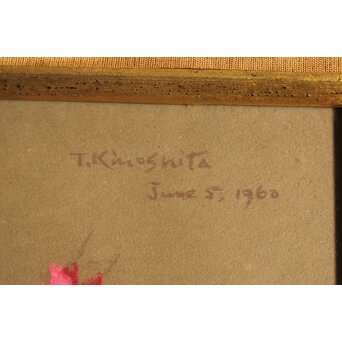 T. Kinoshita
June 5, 1960